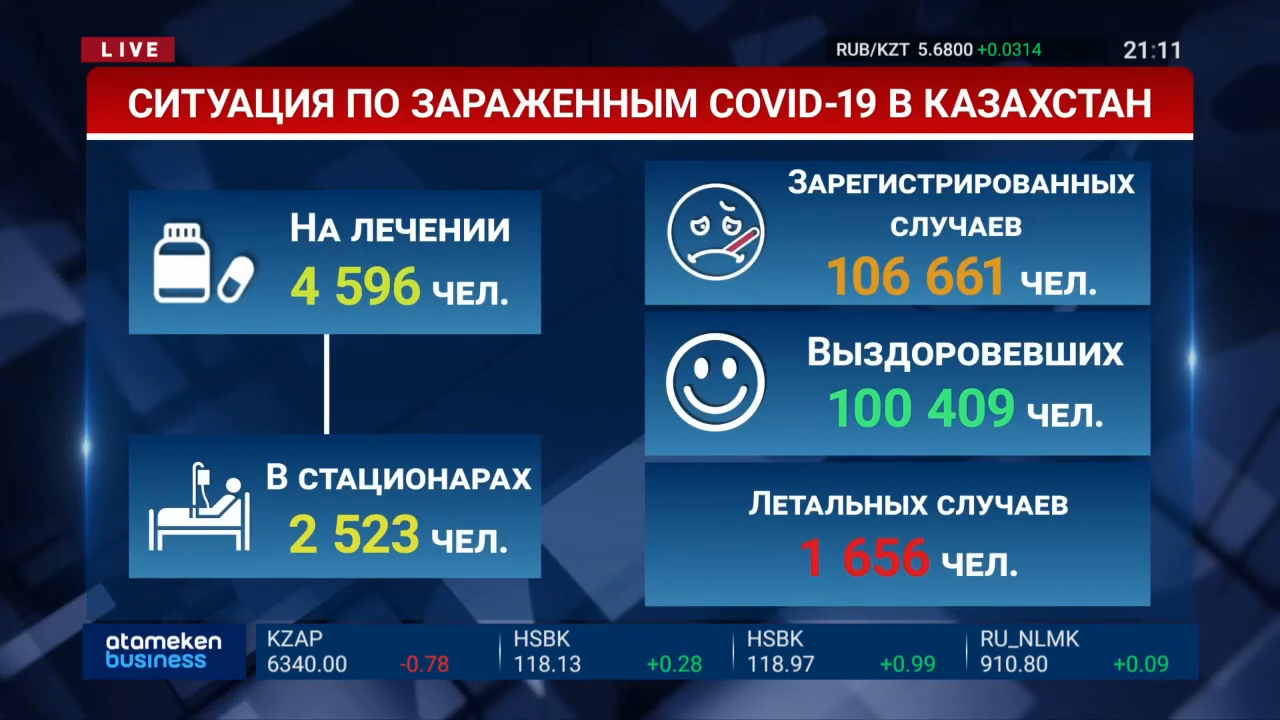 LIVE
RUB/KZT 5.6800 +0.0314
21:11
СИТУАЦИЯ ПО ЗАРАЖЕННЫМ COVID-19 В КАЗАХСТАН
НА ЛЕЧЕНИИ
4 596 ЧЕЛ.
В СТАЦИОНАРАХ
2 523 ЧЕЛ.
ЗАРЕГИСТРИРОВАННЫХ
СЛУЧАЕВ
106 661 ЧЕЛ.
ВЫЗДОРОВЕВШИХ
100 409 ЧЕЛ.
ЛЕТАЛЬНЫХ СЛУЧАЕВ
1 656 ЧЕЛ.
atameken
business
KZAP
6340.00 -0.78
HSBK
118.13 +0.28
HSBK
118.97 +0.99
RU_NLMK
910.80 +0.09